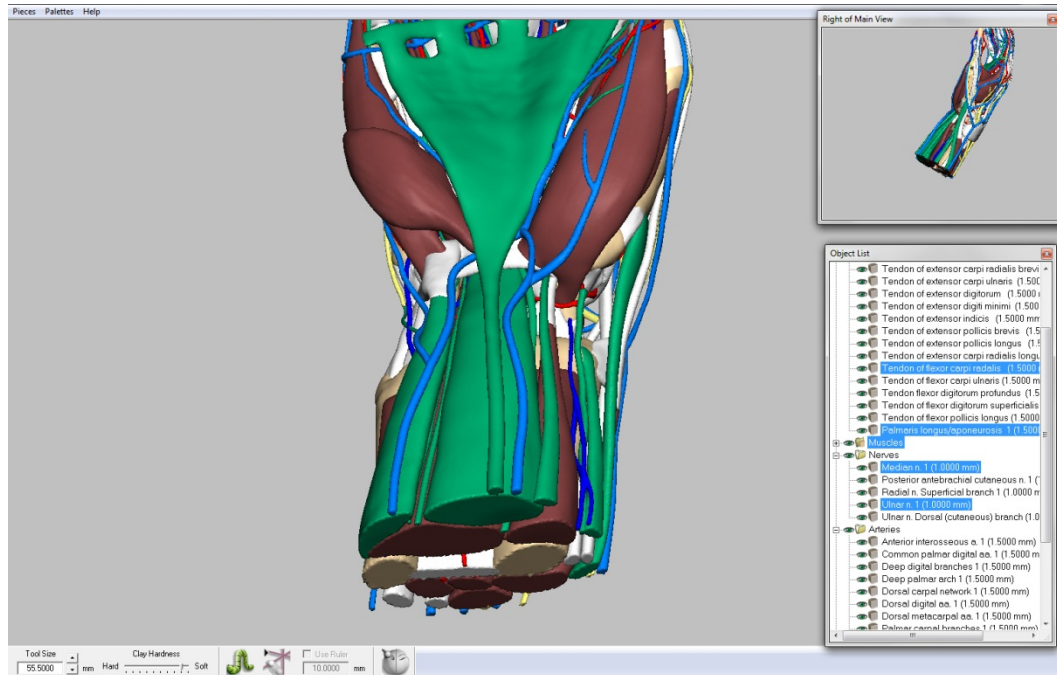 Pieces Palettes Help
Right of Main View
Object List
Tendon of extensor carpi radialis brevi
Tendon of extensor carpi ulnaris (1.500
Tendon of extensor digitorum (1.5000
Tendon of extensor digiti minimi (1.500
Tendon of extensor indicis (1.5000 mm
Tendon of extensor pollicis brevis (1.5
Tendon of extensor pollicis longus (1.5
Tendon of extensor carpi radialis longu
Tendon of flexor carpi radalis (1.5000
Tendon of flexor carpi ulnaris (1.5000 m
Tendon flexor digitorum profundus (1.5
Tendon of flexor digitorum superficialis
Tendon of flexor pollicis longus (1.5000
Palmaris longus/aponeurosis 1 (1.5000
Muscles
Nerves
Median n. 1 (1.0000 mm)
Posterior antebrachial cutaneous n. 1 (
Radial n. Superficial branch 1 (1.0000 m
Ulnar n. 1 (1.0000 mm)
Ulnar n. Dorsal (cutaneous) branch (1.0
Arteries
Anterior interosseous a. 1 (1.5000 mm)
Common palmar digital aa. 1 (1.5000
Deep digital branches 1 (1.5000 mm)
Deep palmar arch 1 (1.5000 mm)
Dorsal carpal network 1 (1.5000 mm)
Dorsal digital aa. 1 (1.5000 mm)
Dorsal metacarpal aa. 1 (1.5000 mm)
Palmar carpal branches 1 (1.5000 mm)
Tool Size
55.5000 mm
Clay Hardness
Hard Soft
Use Ruler
10.0000 mm